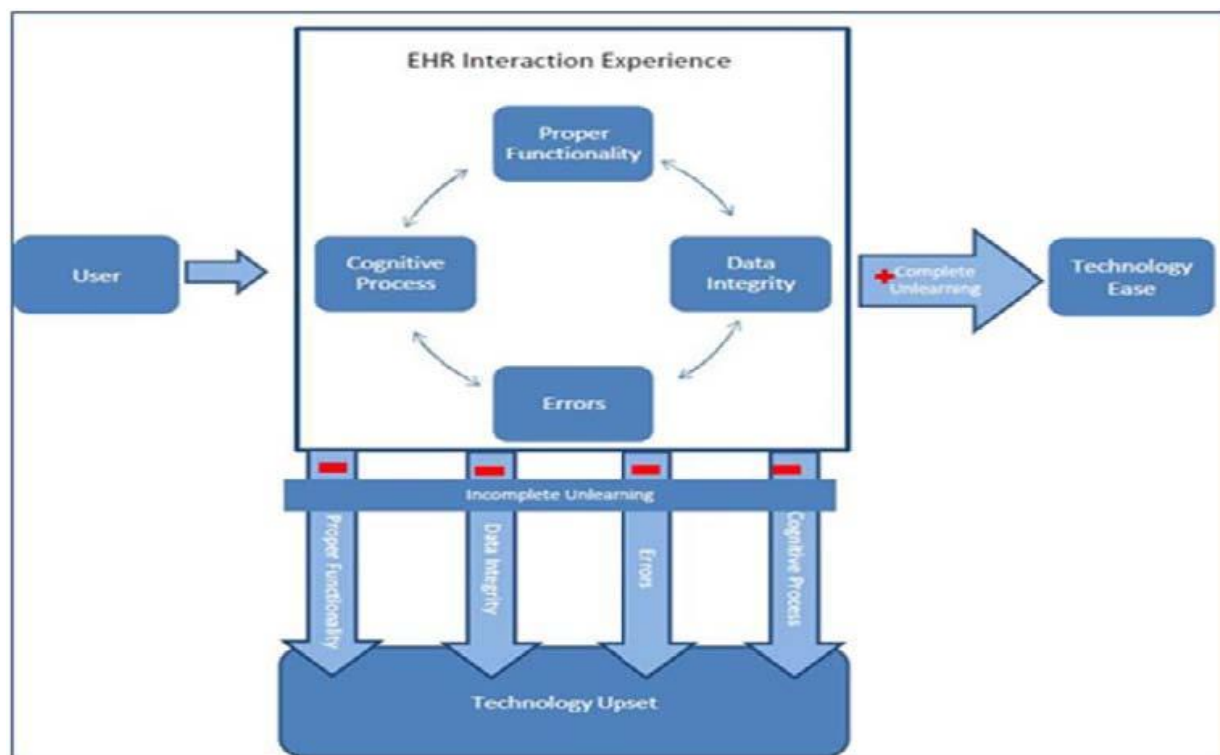 EHR Interaction Experience
Proper
Functionality
User
Cognitive
Process
Data
Integrity
+Complete
Unlearning
Technology
Ease
Errors
Incomplete Unlearning
Proper Functionality
Data Integrity
Errors
Cognitive Process
Technology Upset